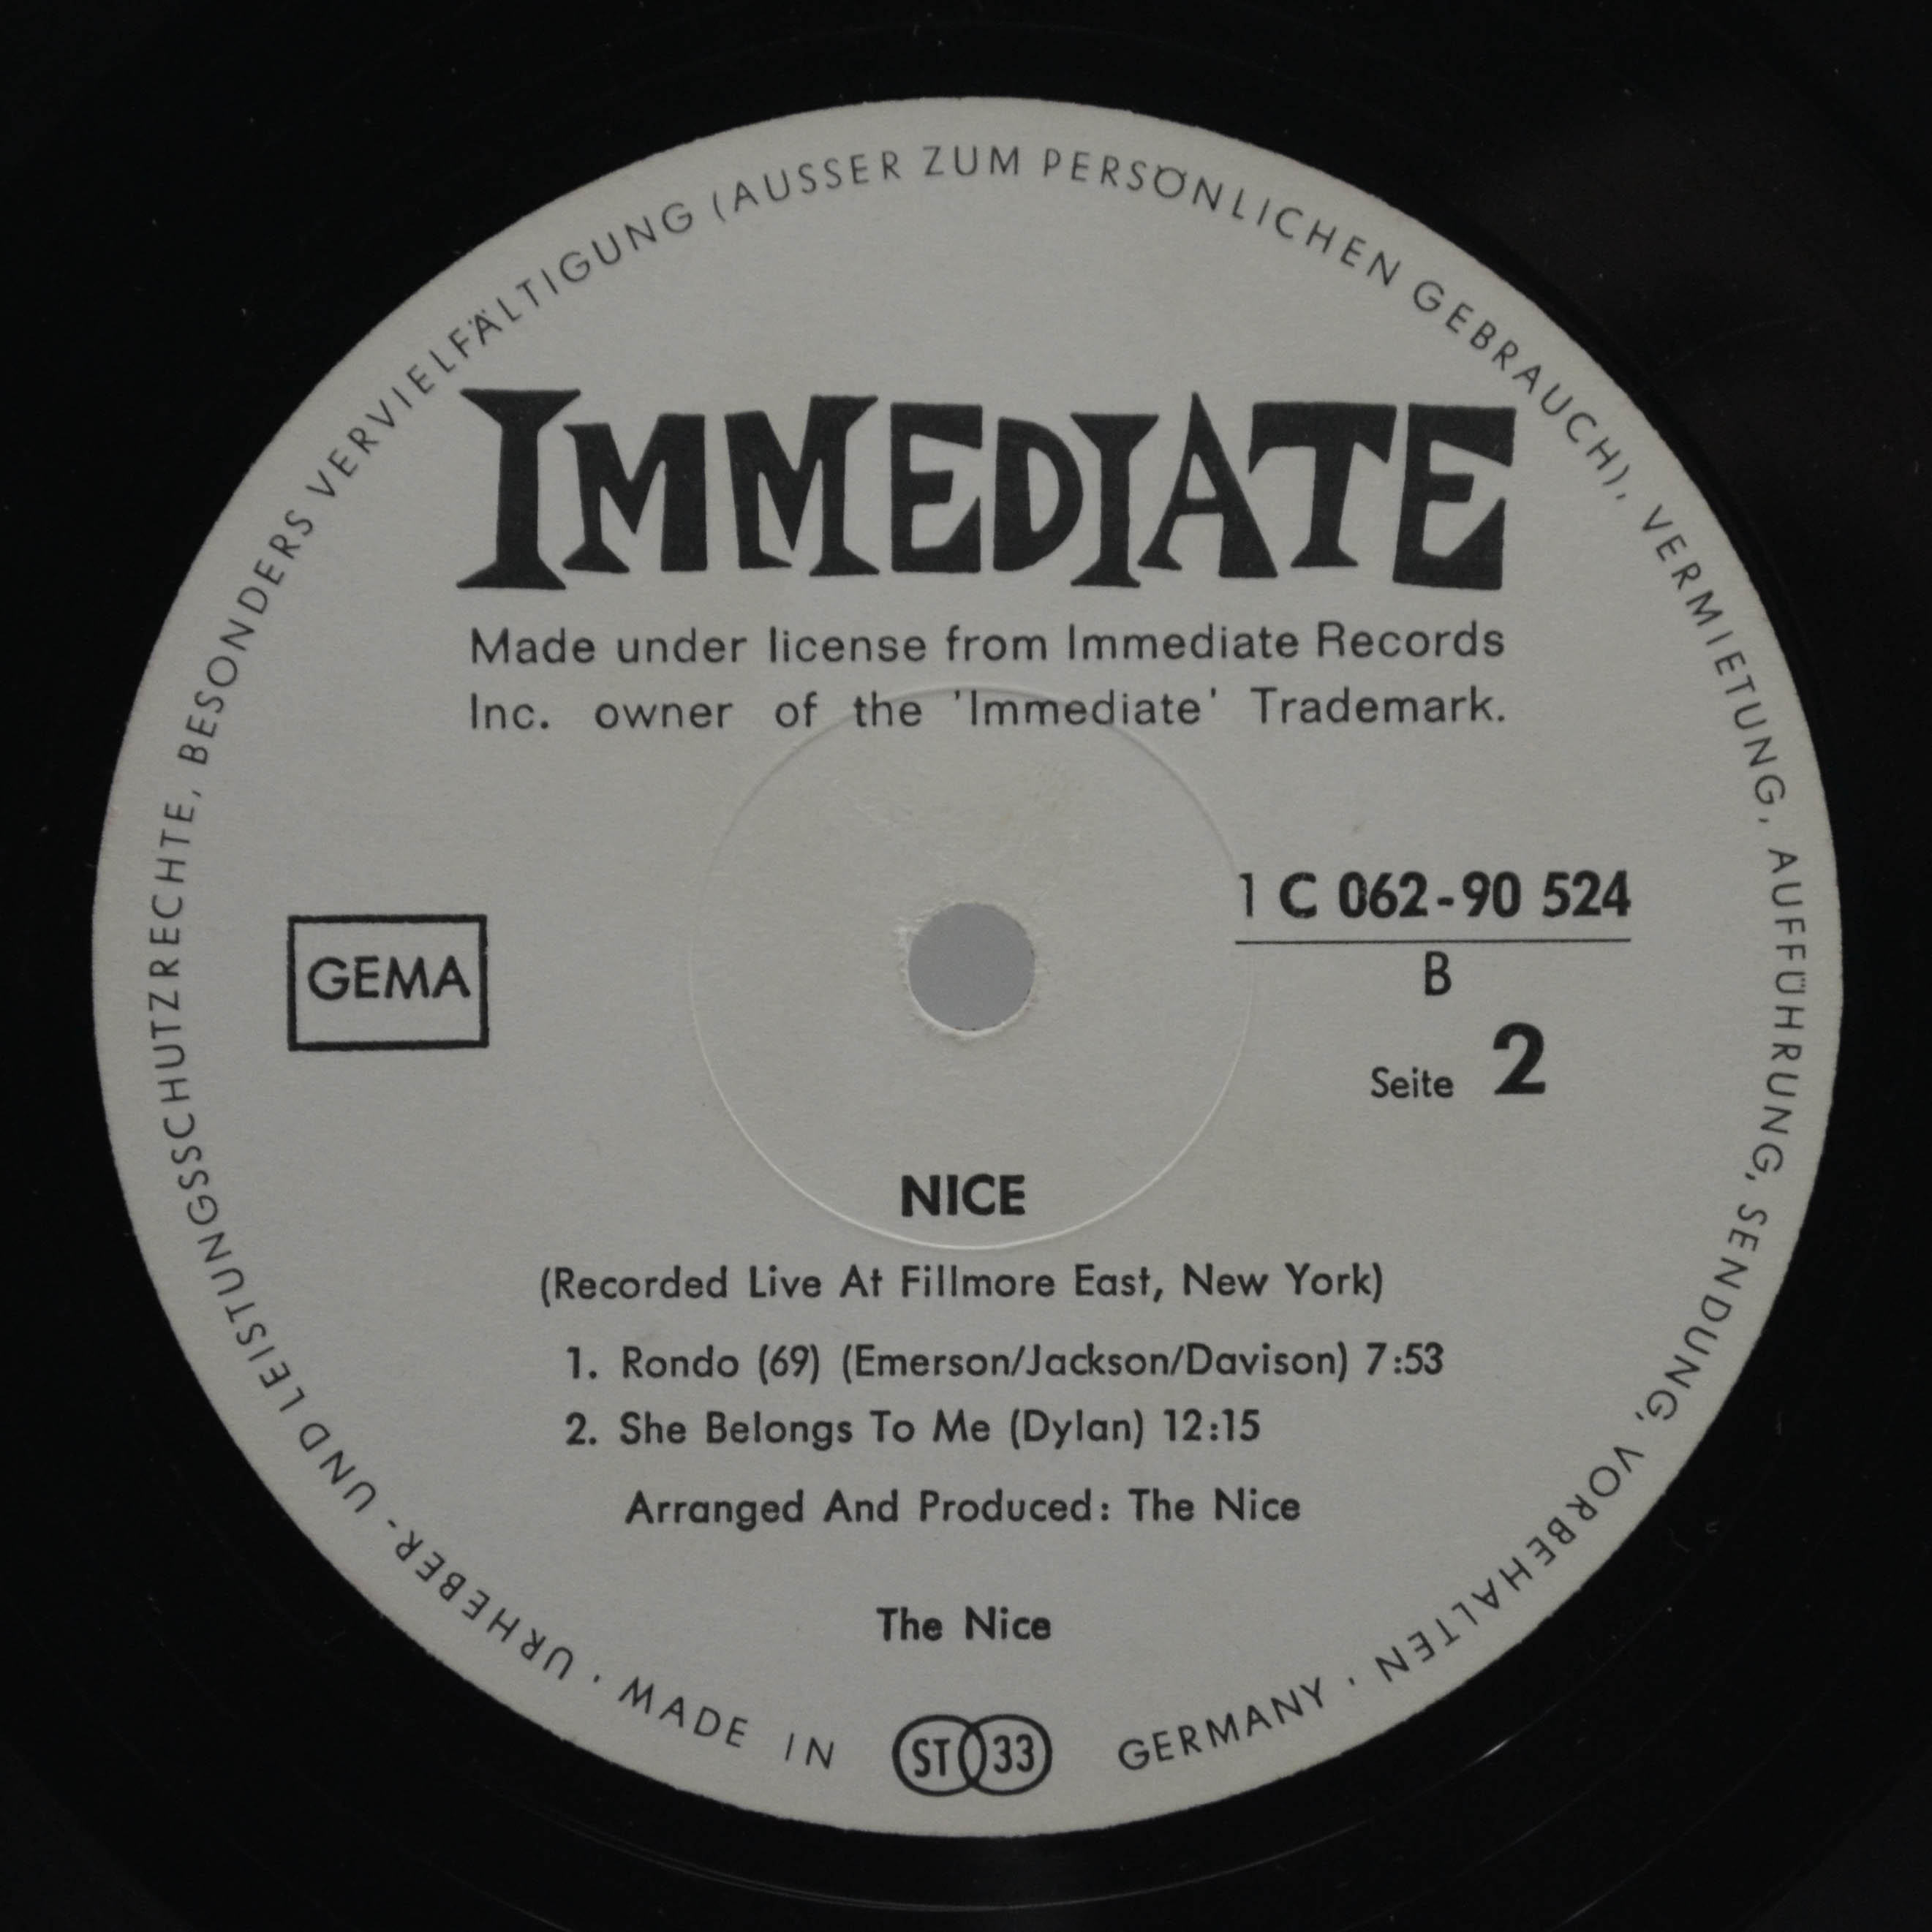 IMMEDIATE
Made under license from Immediate Records
Inc. owner of the 'Immediate' Trademark.
GEMA
1 C 062-90 524
B
Seite 2
NICE
(Recorded Live At Fillmore East, New York)
1. Rondo (69) (Emerson/Jackson/Davison) 7:53
2. She Belongs To Me (Dylan) 12:15
Arranged And Produced: The Nice
The Nice
ST 33
URHEBER- UND LEISTUNGSSCHUTZRECHTE, BESONDERS VERVIELFÄLTIGUNG (AUSSER ZUM PERSÖNLICHEN GEBRAUCH), VERMIETUNG, AUFFÜHRUNG, SENDUNG, VORBEHALTEN ·
MADE IN GERMANY ·